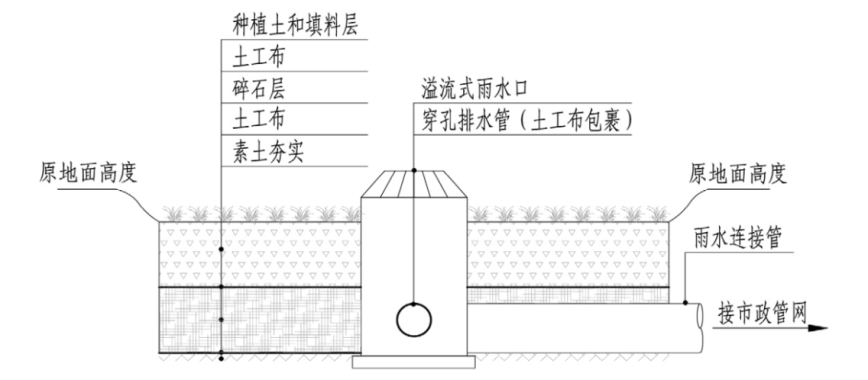 种植土和填料层
土工布
碎石层
土工布
素土夯实
溢流式雨水口
穿孔排水管（土工布包裹）
原地面高度
原地面高度
雨水连接管
接市政管网